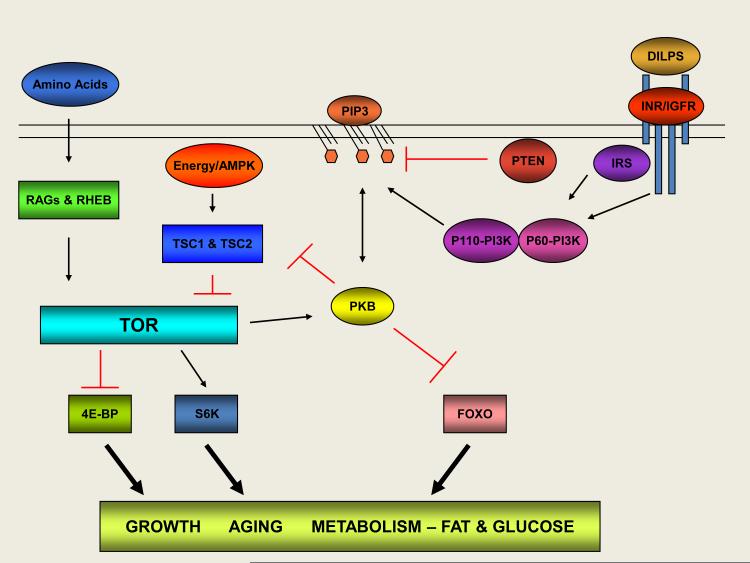 DILPS
Amino Acids
INR/IGFR
PIP3
Energy/AMPK
PTEN
IRS
RAGs & RHEB
TSC1 & TSC2
P110-PI3K
P60-PI3K
PKB
TOR
4E-BP
S6K
FOXO
GROWTH AGING METABOLISM – FAT & GLUCOSE